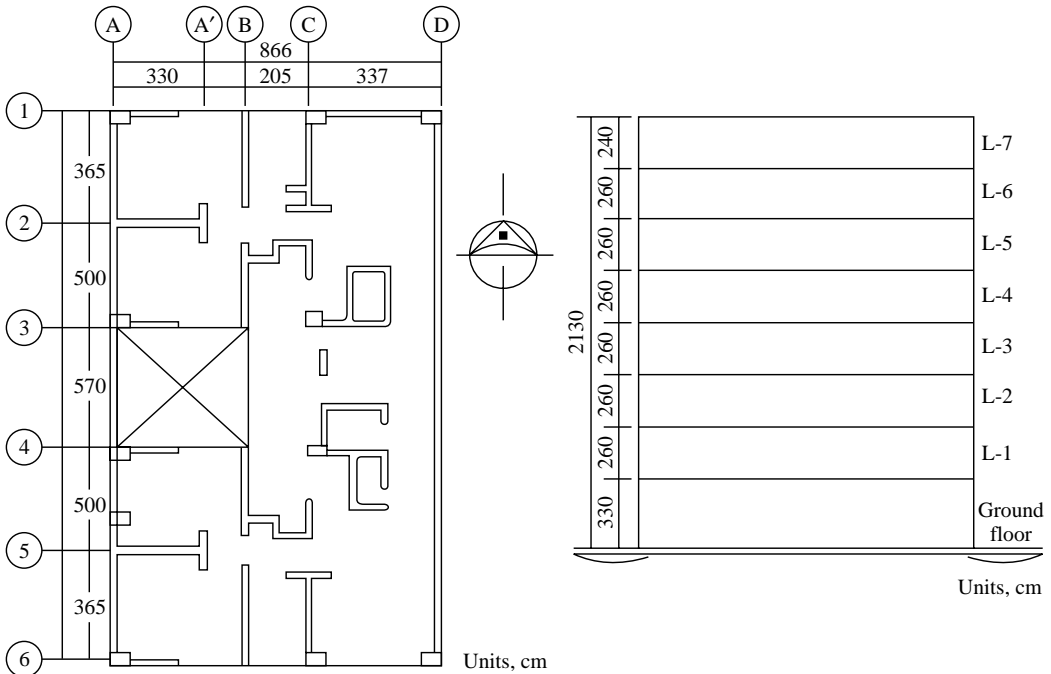 A A′ B C D
866
330 205 337
1
365
2
500
3
570
4
500
5
365
6
Units, cm
240 L-7
260 L-6
260 L-5
260 L-4
2130
260 L-3
260 L-2
260 L-1
330 Ground
floor
Units, cm